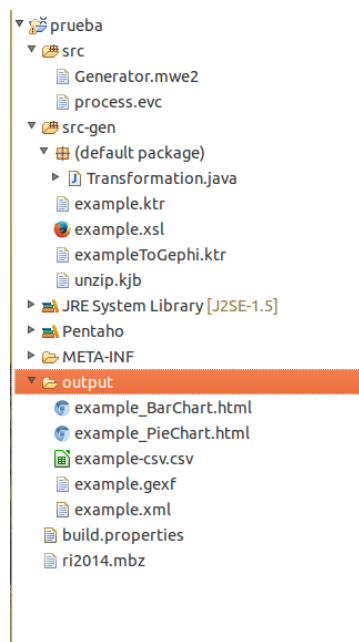 prueba
src
Generator.mwe2
process.evc
src-gen
(default package)
Transformation.java
example.ktr
example.xsl
exampleToGephi.ktr
unzip.kjb
JRE System Library [J2SE-1.5]
Pentaho
META-INF
output
example_BarChart.html
example_PieChart.html
example-csv.csv
example.gexf
example.xml
build.properties
ri2014.mbz